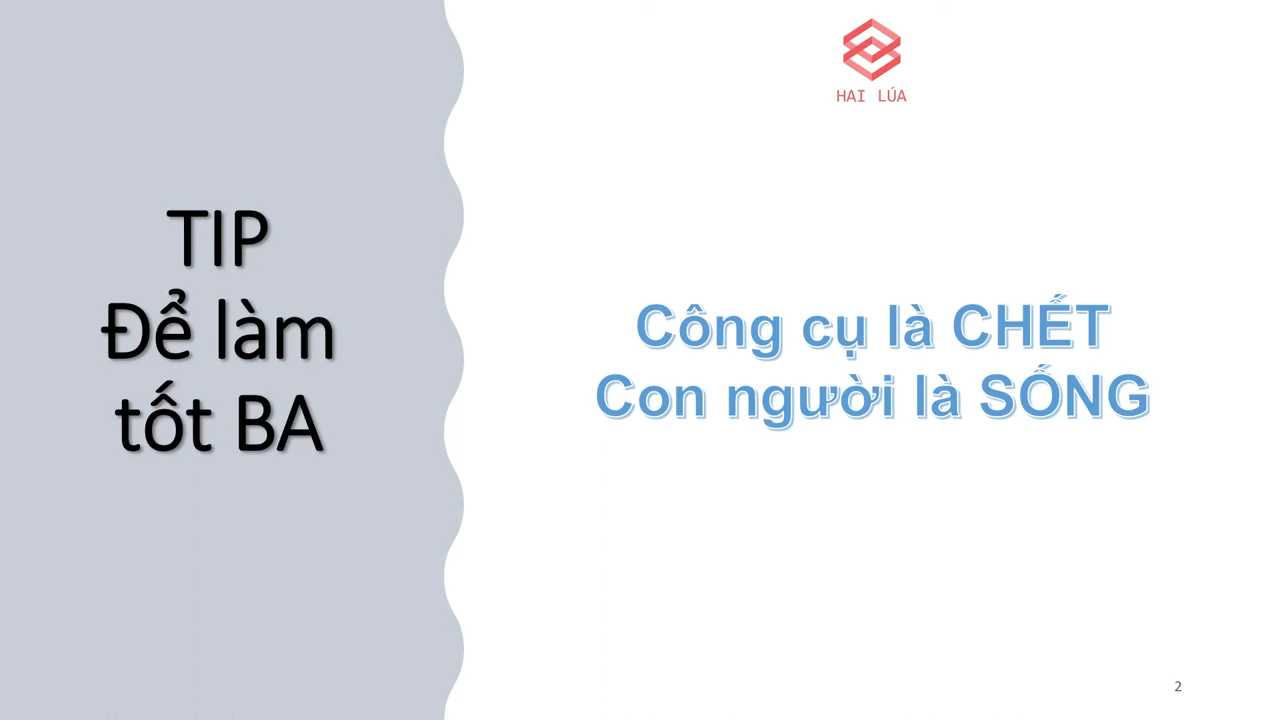 HAI LÚA
TIP
Để làm
tốt BA
Công cụ là CHẾT
Con người là SỐNG
2